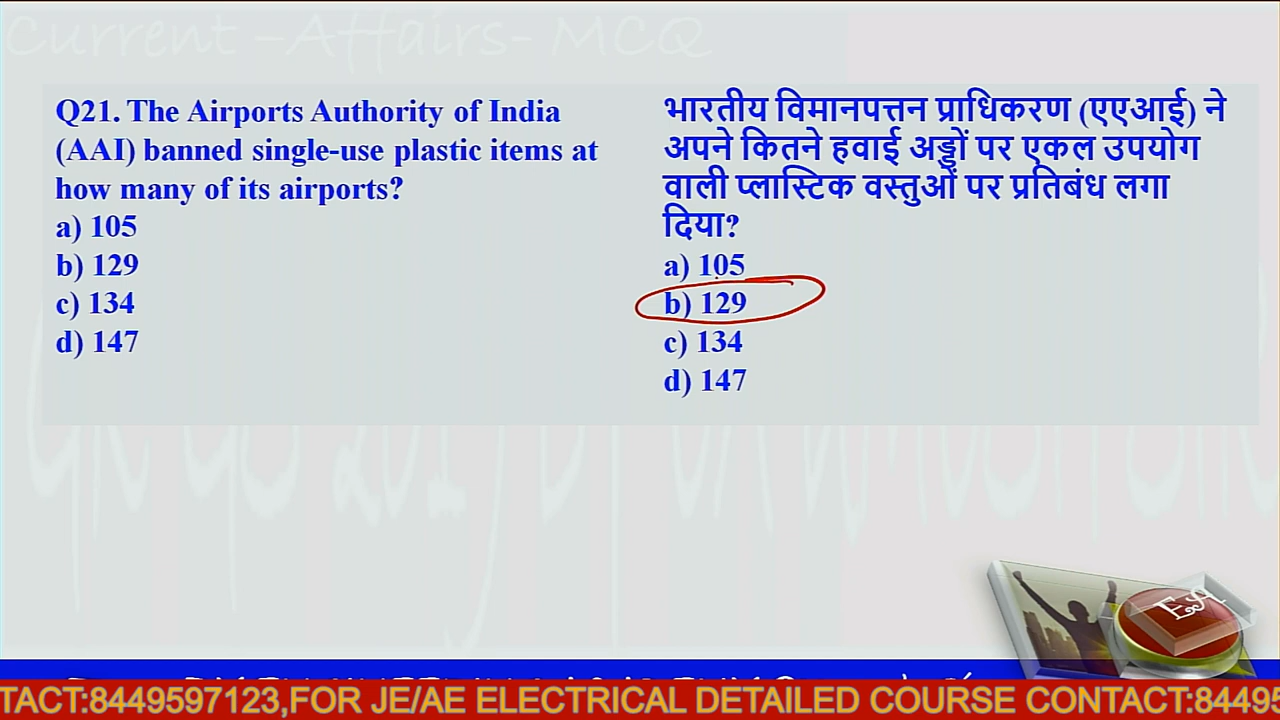 Current -Affairs- MCQ
Q21. The Airports Authority of India
(AAI) banned single-use plastic items at
how many of its airports?
a) 105
b) 129
c) 134
d) 147
भारतीय विमानपत्तन प्राधिकरण (एएआई) ने
अपने कितने हवाई अड्डों पर एकल उपयोग
वाली प्लास्टिक वस्तुओं पर प्रतिबंध लगा
दिया?
a) 105
b) 129
c) 134
d) 147
EA
TACT:8449597123,FOR JE/AE ELECTRICAL DETAILED COURSE CONTACT:8449